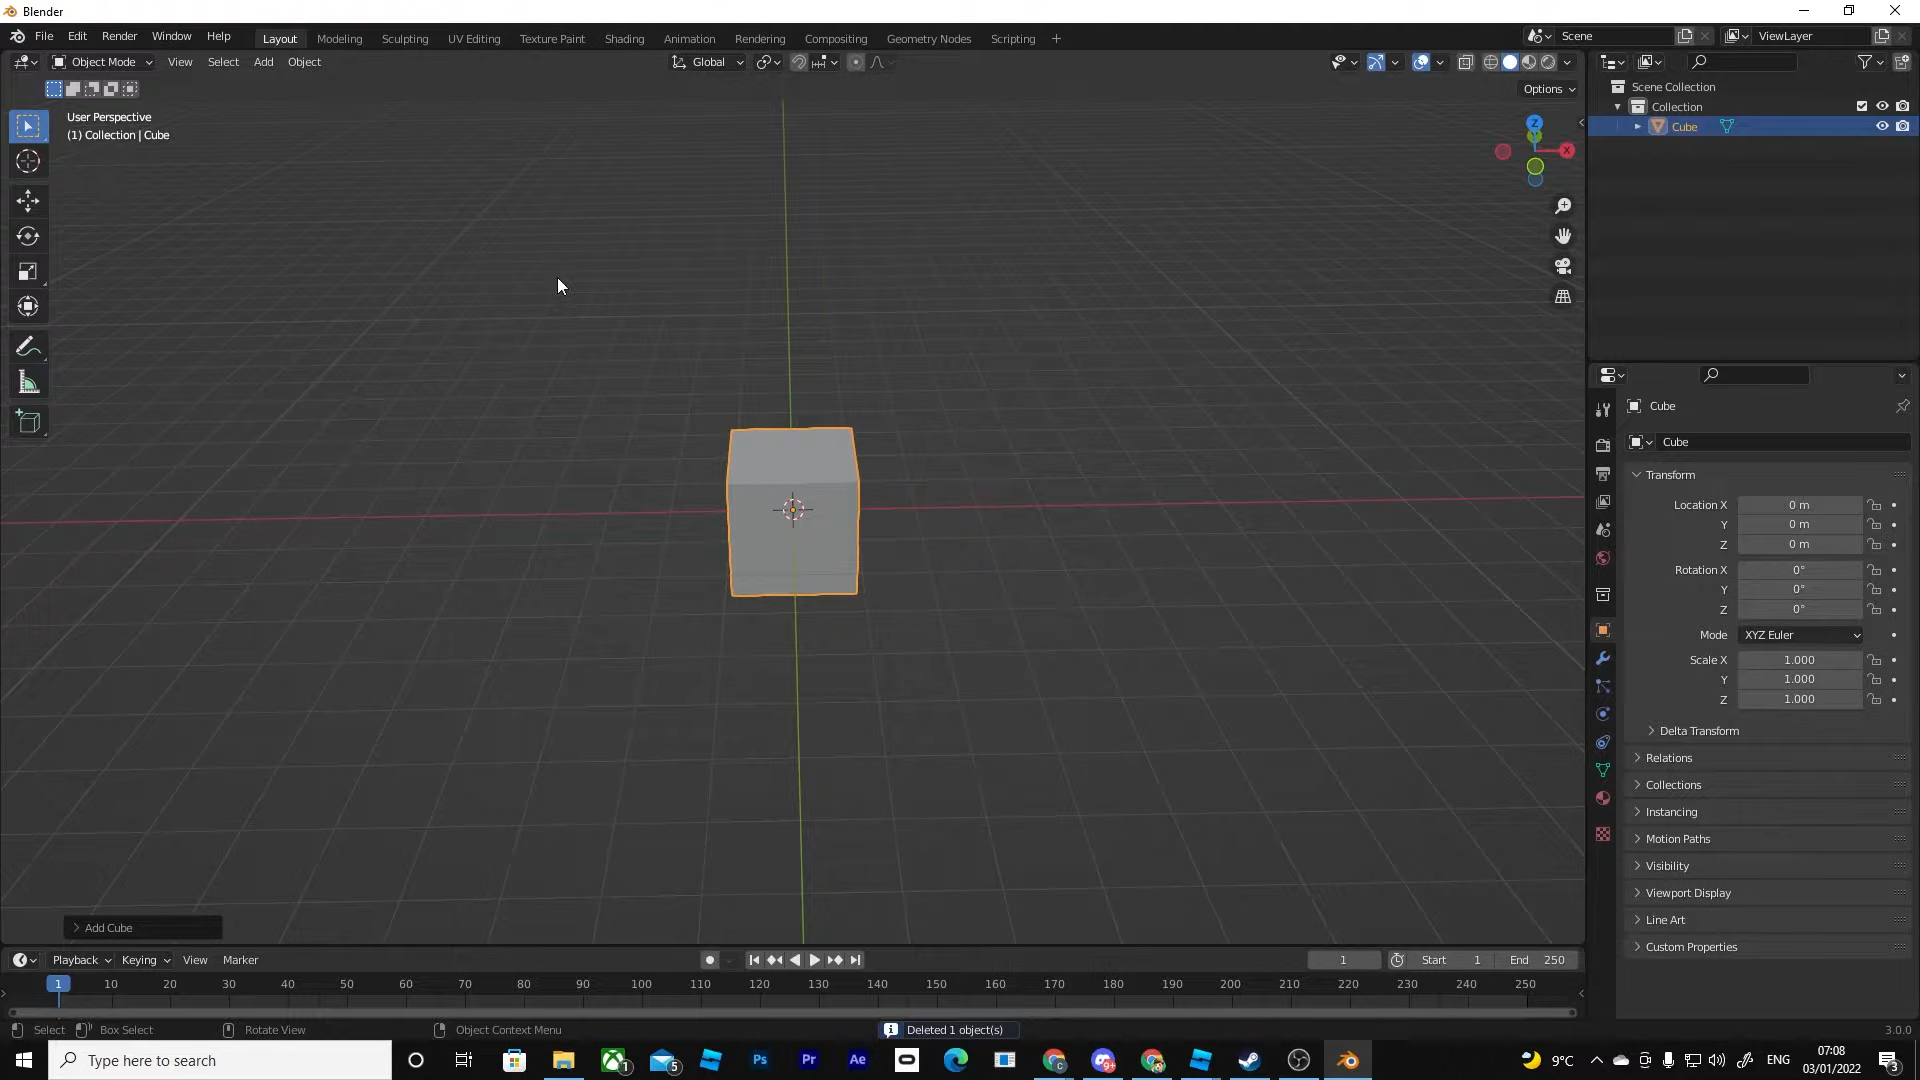 Blender
File Edit Render Window Help
Layout Modeling Sculpting UV Editing Texture Paint Shading Animation Rendering Compositing Geometry Nodes Scripting +
Scene
ViewLayer
Object Mode View Select Add Object
Global
Options
User Perspective
(1) Collection | Cube
Z
X
Scene Collection
Collection
Cube
Cube
Cube
Transform
Location X 0 m
Y 0 m
Z 0 m
Rotation X 0°
Y 0°
Z 0°
Mode XYZ Euler
Scale X 1.000
Y 1.000
Z 1.000
Delta Transform
Relations
Collections
Instancing
Motion Paths
Visibility
Viewport Display
Line Art
Custom Properties
Add Cube
Playback Keying View Marker
1 Start 1 End 250
1 10 20 30 40 50 60 70 80 90 100 110 120 130 140 150 160 170 180 190 200 210 220 230 240 250
Select Box Select Rotate View Object Context Menu Deleted 1 object(s) 3.0.0
Type here to search
1
5
Ps Pr Ae
9+
9°C
ENG
07:08
03/01/2022
3